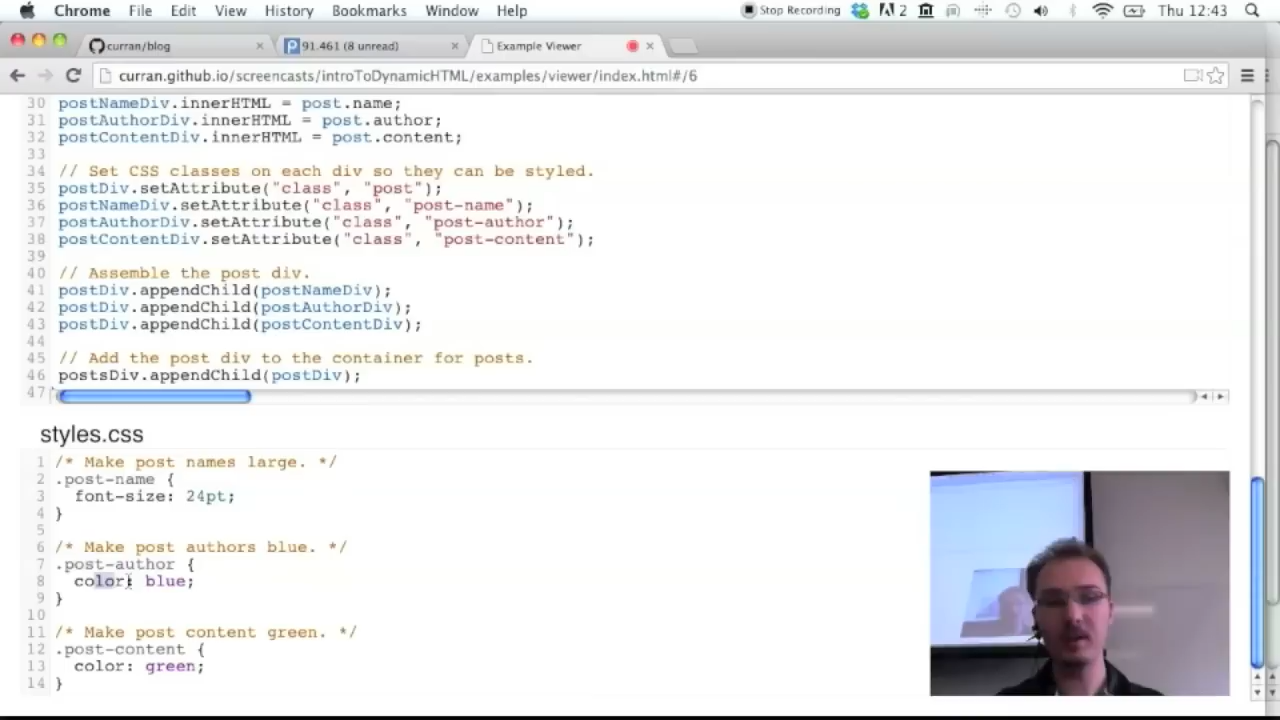 Chrome File Edit View History Bookmarks Window Help Stop Recording 2 Thu 12:43
curran/blog 91.461 (8 unread) Example Viewer
curran.github.io/screencasts/introToDynamicHTML/examples/viewer/index.html#/6
30 postNameDiv.innerHTML = post.name;
31 postAuthorDiv.innerHTML = post.author;
32 postContentDiv.innerHTML = post.content;
33
34 // Set CSS classes on each div so they can be styled.
35 postDiv.setAttribute("class", "post");
36 postNameDiv.setAttribute("class", "post-name");
37 postAuthorDiv.setAttribute("class", "post-author");
38 postContentDiv.setAttribute("class", "post-content");
39
40 // Assemble the post div.
41 postDiv.appendChild(postNameDiv);
42 postDiv.appendChild(postAuthorDiv);
43 postDiv.appendChild(postContentDiv);
44
45 // Add the post div to the container for posts.
46 postsDiv.appendChild(postDiv);
47
styles.css
1 /* Make post names large. */
2 .post-name {
3 font-size: 24pt;
4 }
5
6 /* Make post authors blue. */
7 .post-author {
8 color: blue;
9 }
10
11 /* Make post content green. */
12 .post-content {
13 color: green;
14 }